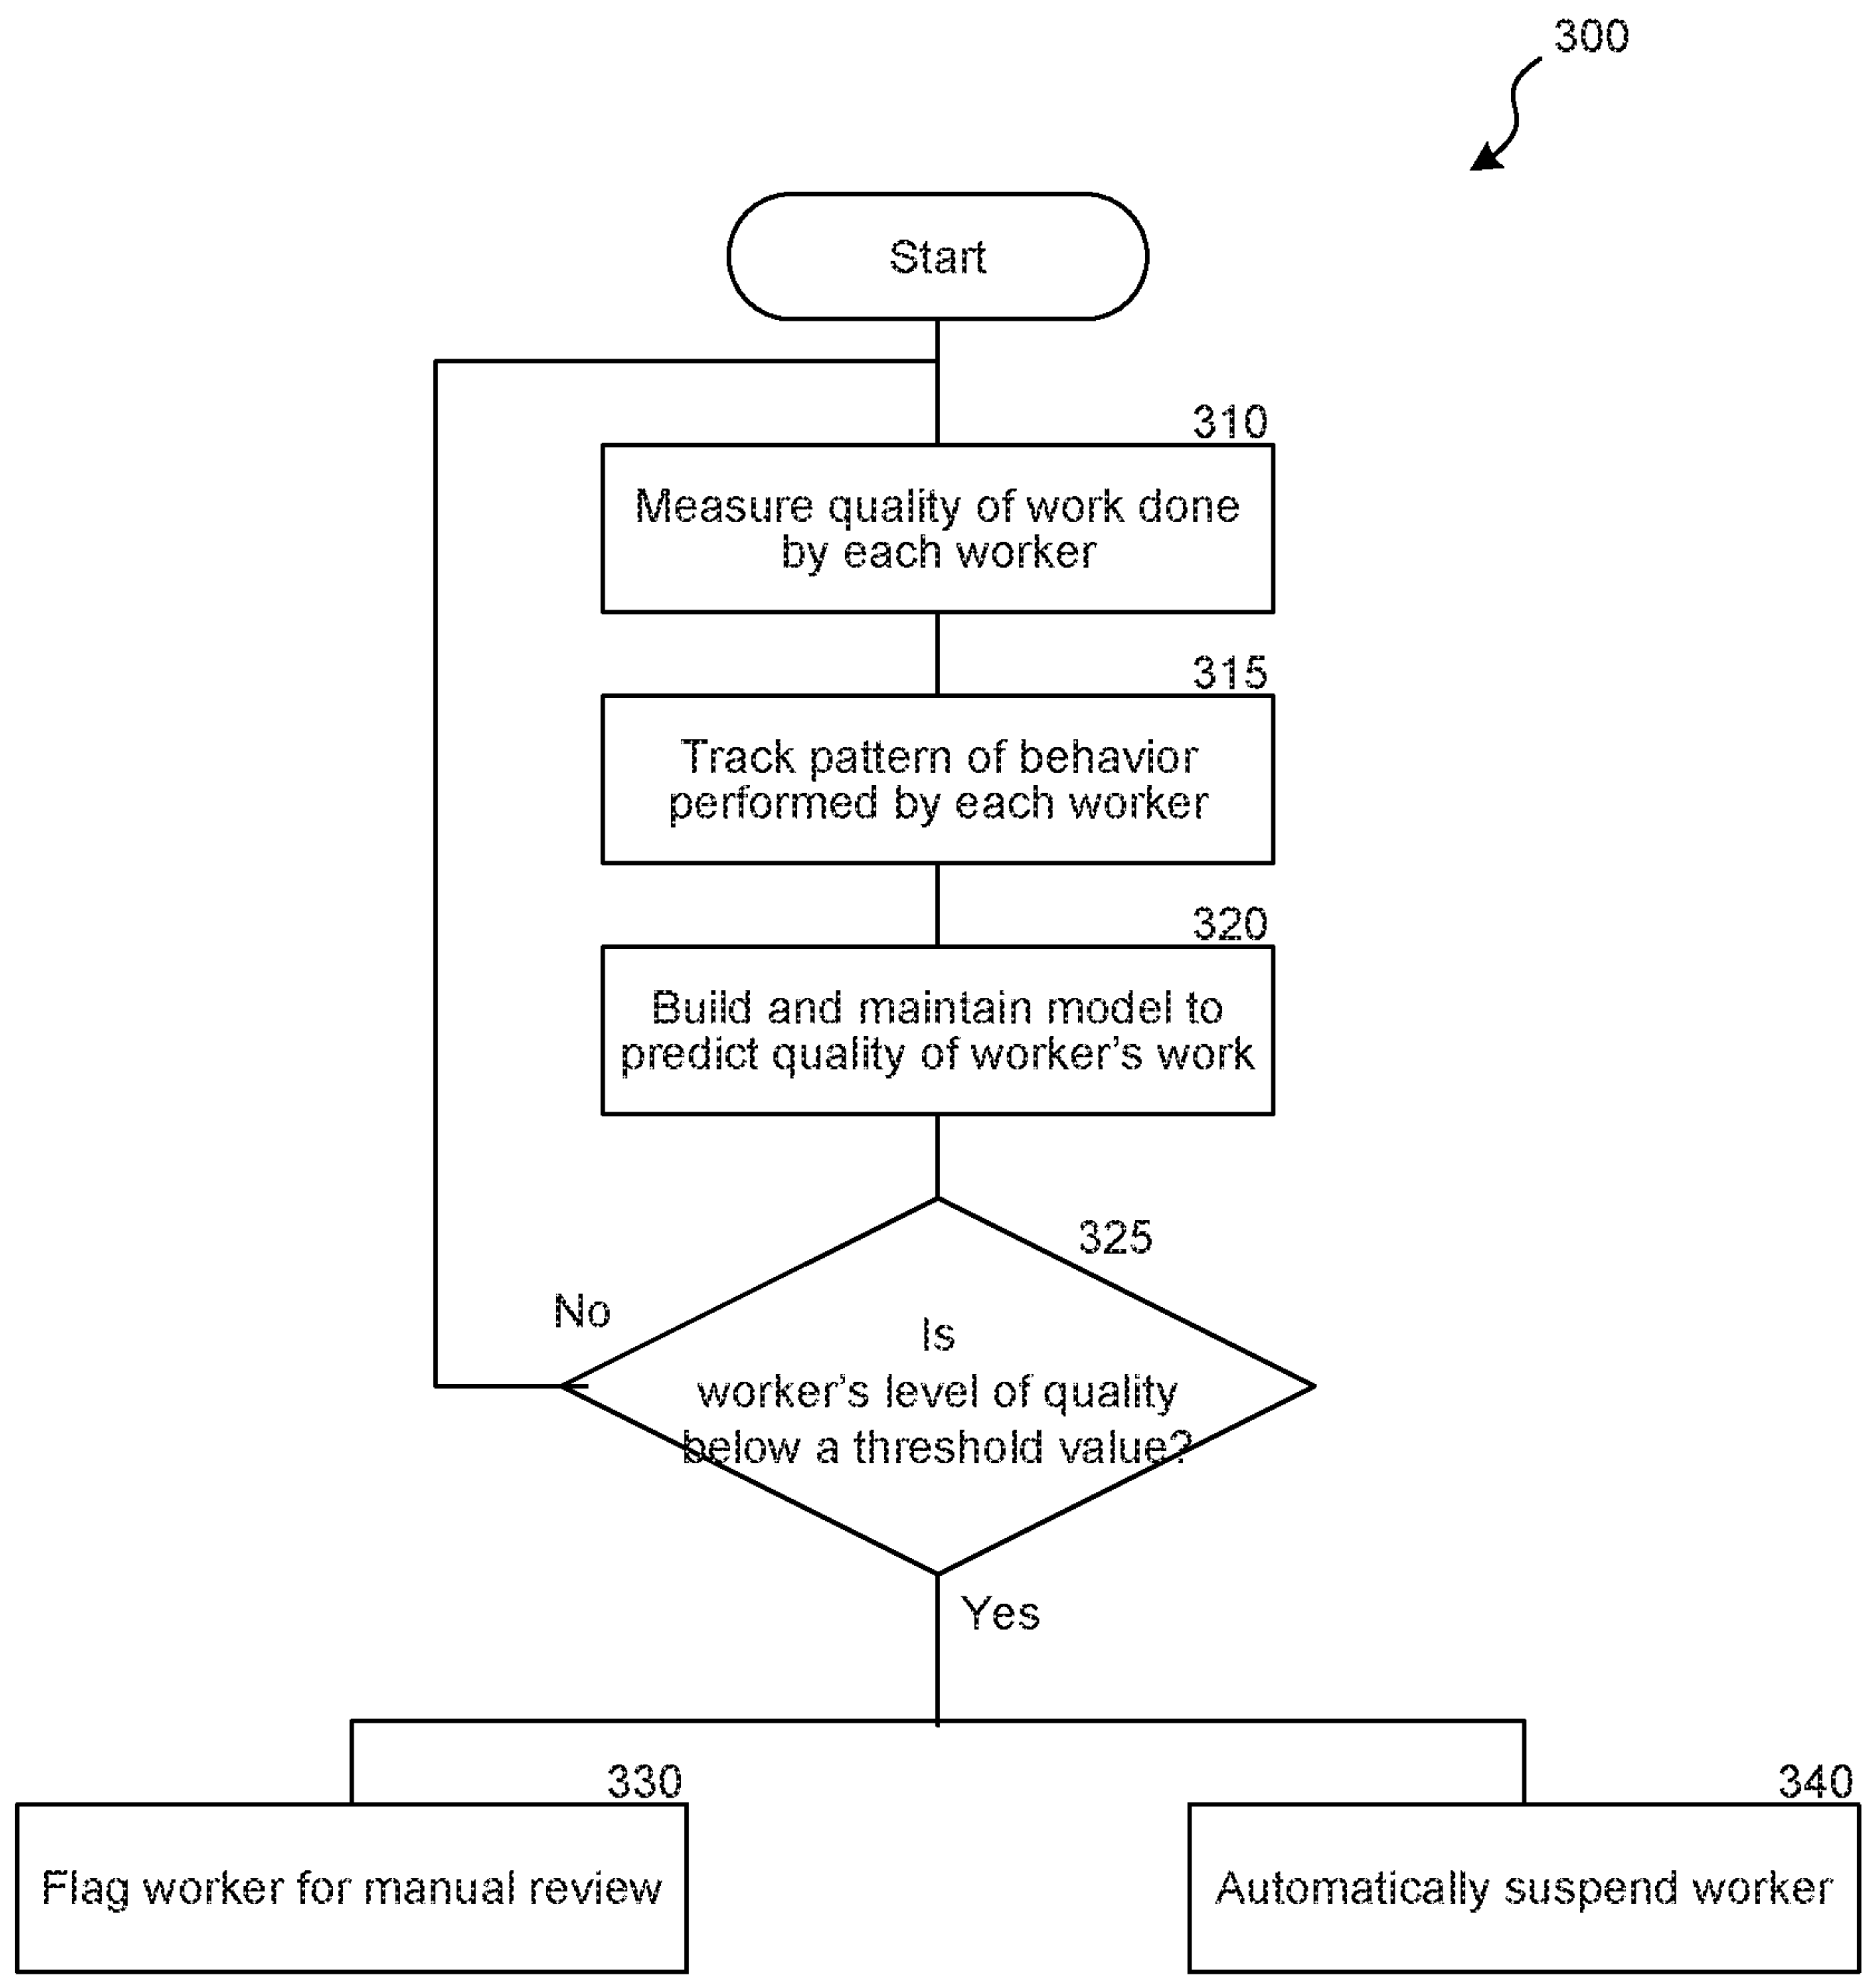 300
Start
310
Measure quality of work done
by each worker
315
Track pattern of behavior
performed by each worker
320
Build and maintain model to
predict quality of worker's work
325
No
Is
worker's level of quality
below a threshold value?
Yes
330
Flag worker for manual review
340
Automatically suspend worker